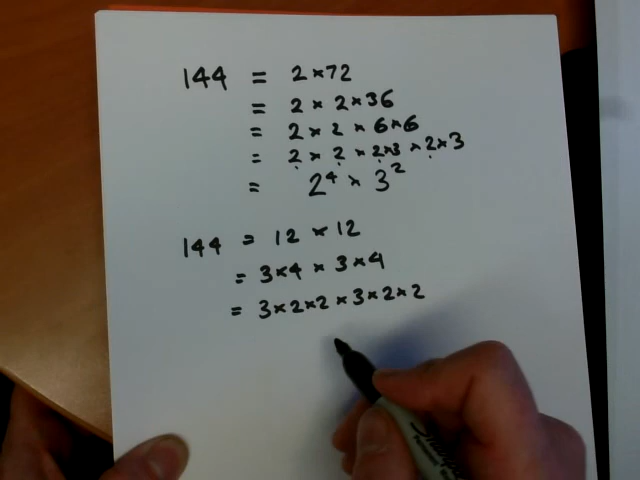 144 = 2 × 72
= 2 × 2 × 36
= 2 × 2 × 6 × 6
= 2 × 2 × 2×3 × 2×3
= 2⁴ × 3²
144 = 12 × 12
= 3×4 × 3×4
= 3×2×2 × 3×2×2
Sharpie